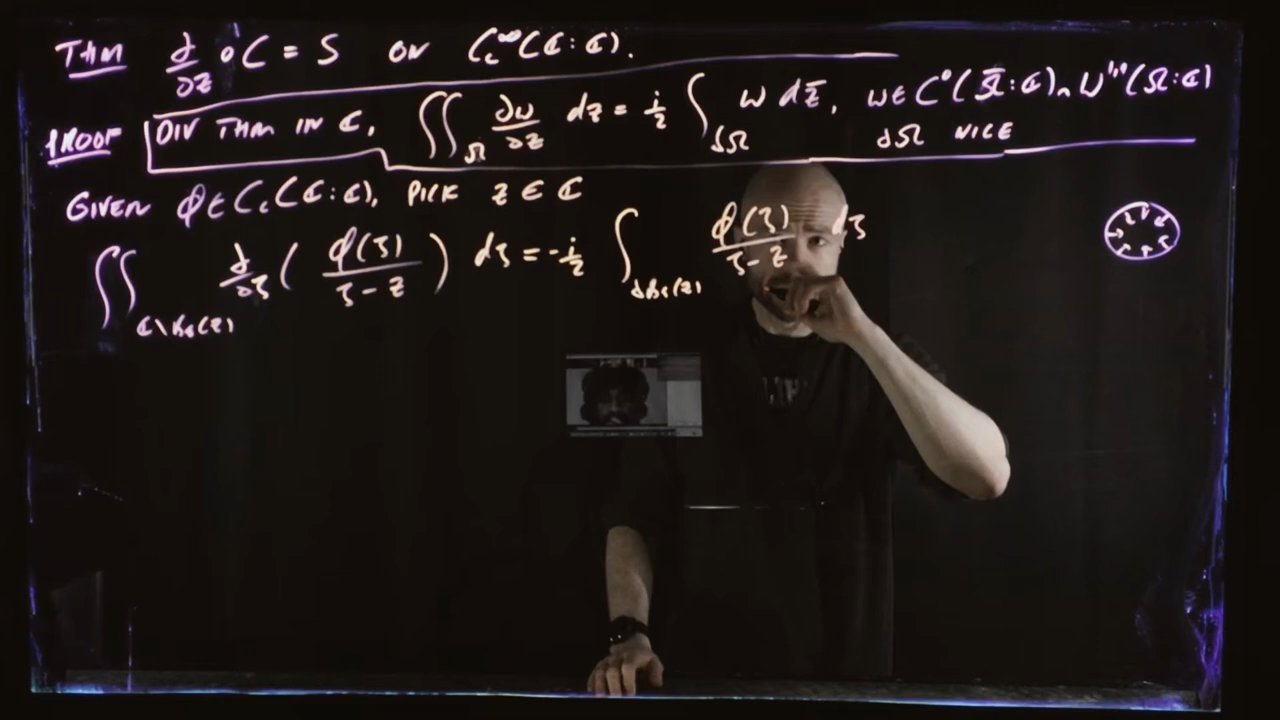 THM ∂/∂z ∘ C = S ON C_c^∞(ℂ:ℂ).
PROOF DIV THM IN ℂ, ∬_Ω ∂w/∂z dz = i/2 ∫_∂Ω w dz̄, w ∈ C⁰(Ω̄:ℂ) ∩ W^{1,1}(Ω:ℂ)
∂Ω NICE
GIVEN φ ∈ C_c(ℂ:ℂ), PICK z ∈ ℂ
∬_{ℂ\B_ε(z)} ∂/∂ζ ( φ(ζ)/(ζ-z) ) dζ = -i/2 ∫_{∂B_ε(z)} φ(ζ)/(ζ-z) dζ